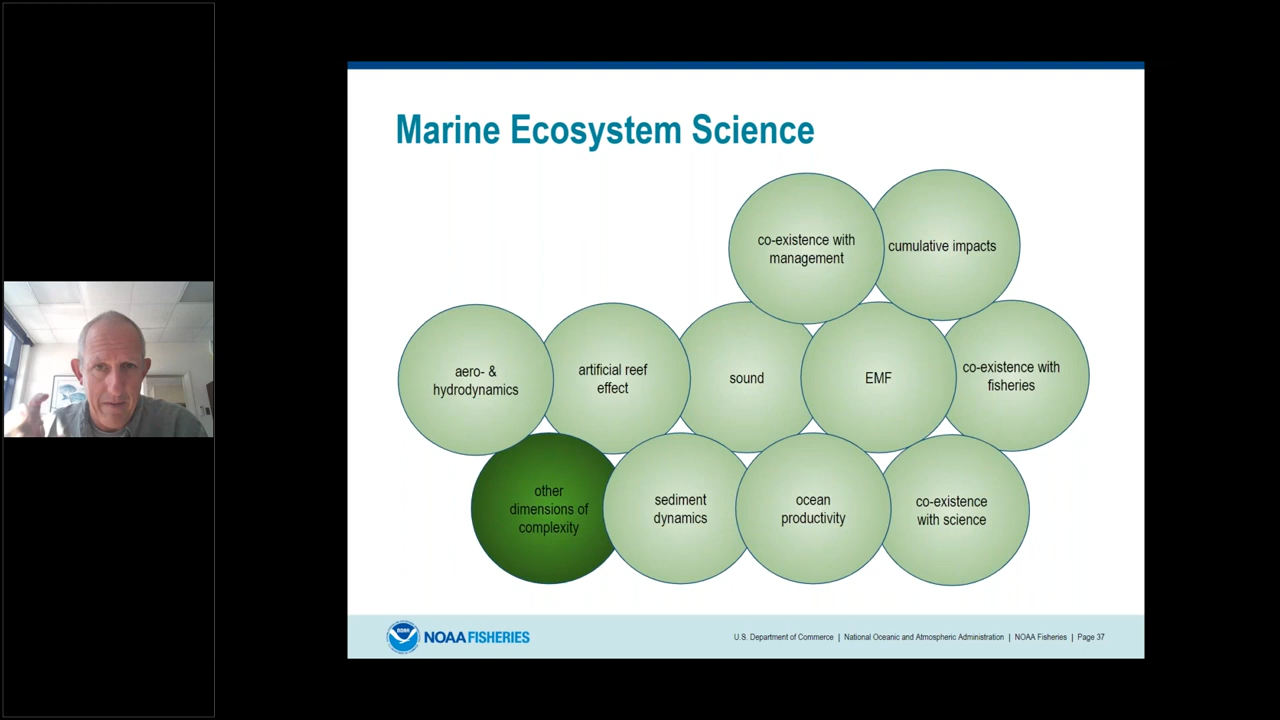 Marine Ecosystem Science
co-existence with
management
cumulative impacts
aero- &
hydrodynamics
artificial reef
effect
sound
EMF
co-existence with
fisheries
other
dimensions of
complexity
sediment
dynamics
ocean
productivity
co-existence
with science
NOAA
NOAA FISHERIES
U.S. Department of Commerce | National Oceanic and Atmospheric Administration | NOAA Fisheries | Page 37